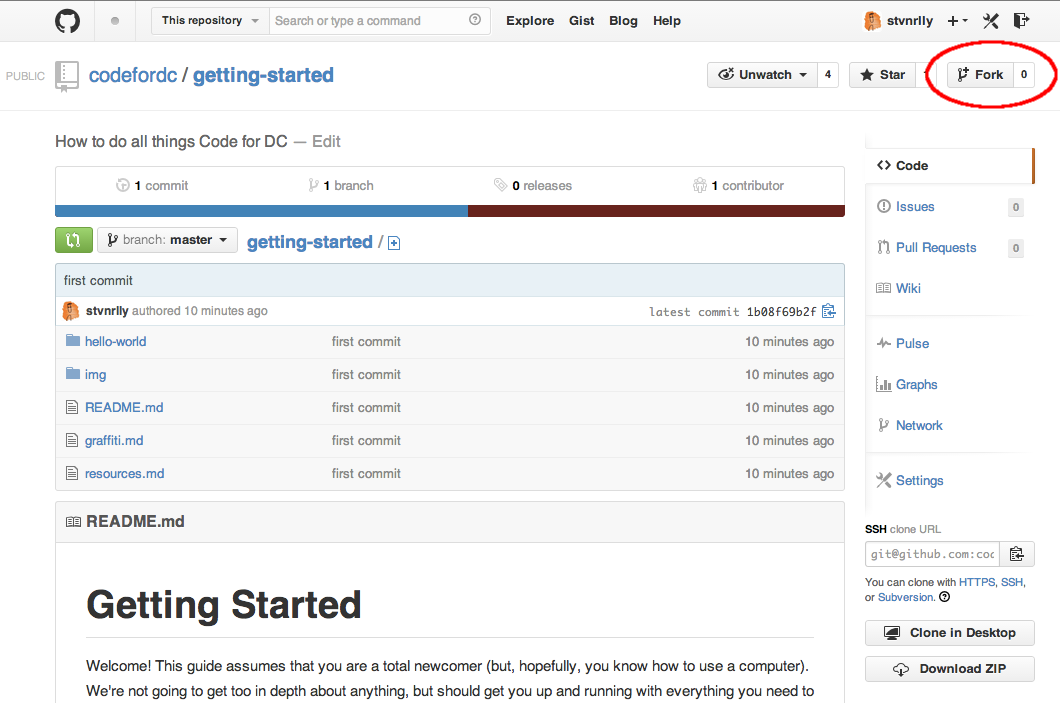 This repository Search or type a command Explore Gist Blog Help stvnrlly
PUBLIC codefordc / getting-started Unwatch 4 Star Fork 0
How to do all things Code for DC — Edit
1 commit 1 branch 0 releases 1 contributor
branch: master getting-started /
first commit
stvnrlly authored 10 minutes ago latest commit 1b08f69b2f
hello-world first commit 10 minutes ago
img first commit 10 minutes ago
README.md first commit 10 minutes ago
graffiti.md first commit 10 minutes ago
resources.md first commit 10 minutes ago
README.md
Getting Started
Welcome! This guide assumes that you are a total newcomer (but, hopefully, you know how to use a computer).
We're not going to get too in depth about anything, but should get you up and running with everything you need to
Code
Issues 0
Pull Requests 0
Wiki
Pulse
Graphs
Network
Settings
SSH clone URL
git@github.com:cod
You can clone with HTTPS, SSH,
or Subversion.
Clone in Desktop
Download ZIP